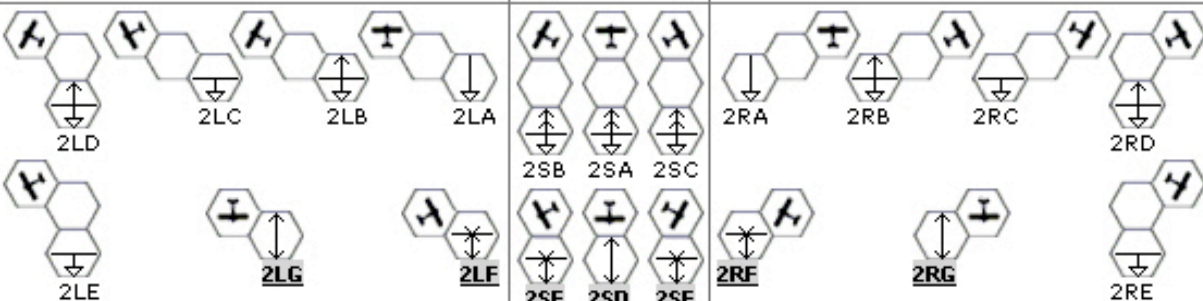 2LD 2LC 2LB 2LA 2RA 2RB 2RC 2RD
2SB 2SA 2SC
2LE 2LG 2LF 2RF 2RG 2RE
2SE 2SD 2SF